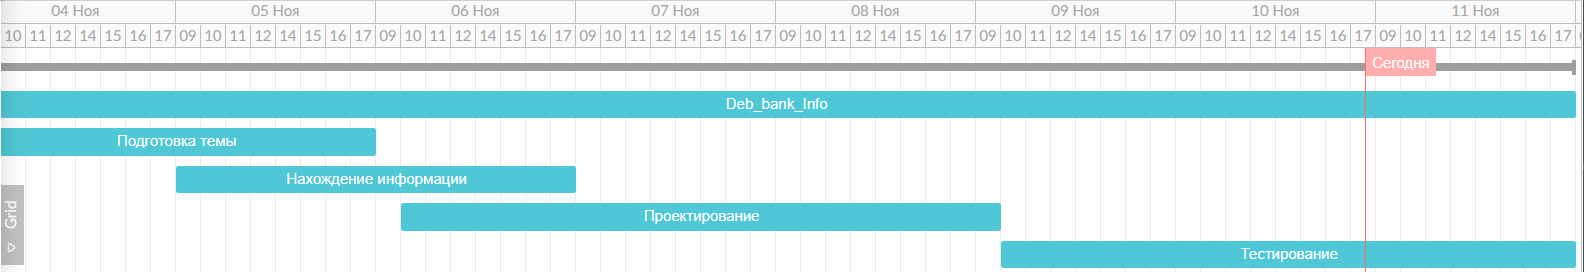 04 Ноя 05 Ноя 06 Ноя 07 Ноя 08 Ноя 09 Ноя 10 Ноя 11 Ноя
10 11 12 14 15 16 17 09 10 11 12 14 15 16 17 09 10 11 12 14 15 16 17 09 10 11 12 14 15 16 17 09 10 11 12 14 15 16 17 09 10 11 12 14 15 16 17 09 10 11 12 14 15 16 17 09 10 11 12 14 15 16 17
Сегодня
Deb_bank_Info
Подготовка темы
Нахождение информации
Проектирование
Тестирование
Grid